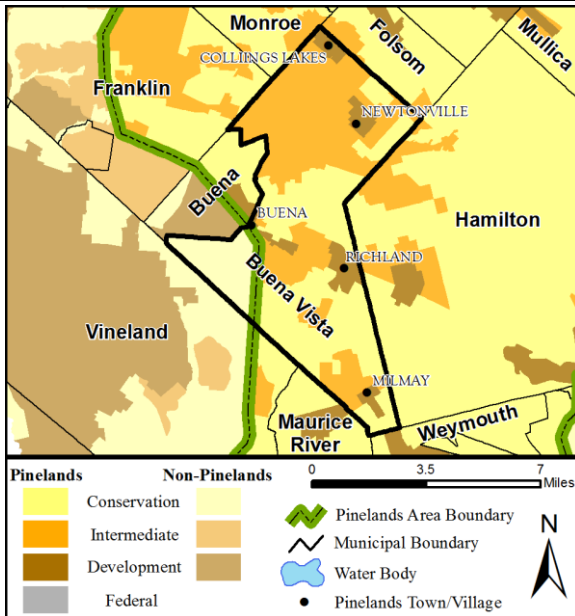 Monroe
Folsom
Mullica
COLLINGS LAKES
Franklin
NEWTONVILLE
Buena
BUENA
Hamilton
RICHLAND
Buena Vista
Vineland
MILMAY
Maurice
River
Weymouth
Pinelands Non-Pinelands
Conservation
Intermediate
Development
Federal
0 3.5 7
Miles
Pinelands Area Boundary
Municipal Boundary
Water Body
Pinelands Town/Village
N